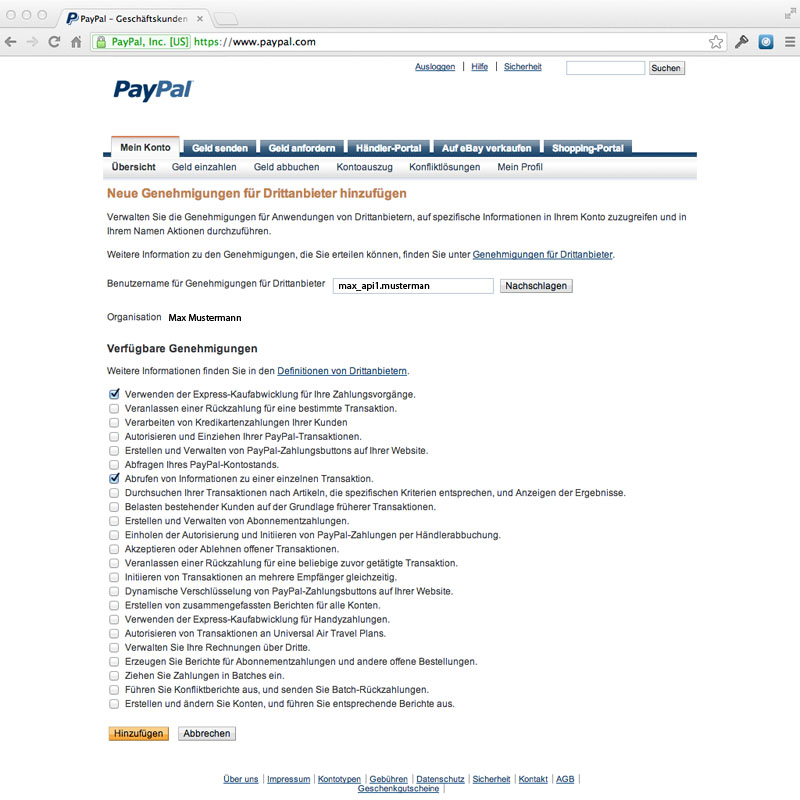 PayPal – Geschäftskunden
PayPal, Inc. [US] https://www.paypal.com
Ausloggen | Hilfe | Sicherheit Suchen
PayPal
Mein Konto Geld senden Geld anfordern Händler-Portal Auf eBay verkaufen Shopping-Portal
Übersicht Geld einzahlen Geld abbuchen Kontoauszug Konfliktlösungen Mein Profil
Neue Genehmigungen für Drittanbieter hinzufügen
Verwalten Sie die Genehmigungen für Anwendungen von Drittanbietern, auf spezifische Informationen in Ihrem Konto zuzugreifen und in
Ihrem Namen Aktionen durchzuführen.
Weitere Information zu den Genehmigungen, die Sie erteilen können, finden Sie unter Genehmigungen für Drittanbieter.
Benutzername für Genehmigungen für Drittanbieter max_api1.musterman Nachschlagen
Organisation Max Mustermann
Verfügbare Genehmigungen
Weitere Informationen finden Sie in den Definitionen von Drittanbietern.
Verwenden der Express-Kaufabwicklung für Ihre Zahlungsvorgänge.
Veranlassen einer Rückzahlung für eine bestimmte Transaktion.
Verarbeiten von Kredikartenzahlungen Ihrer Kunden
Autorisieren und Einziehen Ihrer PayPal-Transaktionen.
Erstellen und Verwalten von PayPal-Zahlungsbuttons auf Ihrer Website.
Abfragen Ihres PayPal-Kontostands.
Abrufen von Informationen zu einer einzelnen Transaktion.
Durchsuchen Ihrer Transaktionen nach Artikeln, die spezifischen Kriterien entsprechen, und Anzeigen der Ergebnisse.
Belasten bestehender Kunden auf der Grundlage früherer Transaktionen.
Erstellen und Verwalten von Abonnementzahlungen.
Einholen der Autorisierung und Initiieren von PayPal-Zahlungen per Händlerabbuchung.
Akzeptieren oder Ablehnen offener Transaktionen.
Veranlassen einer Rückzahlung für eine beliebige zuvor getätigte Transaktion.
Initiieren von Transaktionen an mehrere Empfänger gleichzeitig.
Dynamische Verschlüsselung von PayPal-Zahlungsbuttons auf Ihrer Website.
Erstellen von zusammengefassten Berichten für alle Konten.
Verwenden der Express-Kaufabwicklung für Handyzahlungen.
Autorisieren von Transaktionen an Universal Air Travel Plans.
Verwalten Sie Ihre Rechnungen über Dritte.
Erzeugen Sie Berichte für Abonnementzahlungen und andere offene Bestellungen.
Ziehen Sie Zahlungen in Batches ein.
Führen Sie Konfliktberichte aus, und senden Sie Batch-Rückzahlungen.
Erstellen und ändern Sie Konten, und führen Sie entsprechende Berichte aus.
Hinzufügen Abbrechen
Über uns | Impressum | Kontotypen | Gebühren | Datenschutz | Sicherheit | Kontakt | AGB |
Geschenkgutscheine |